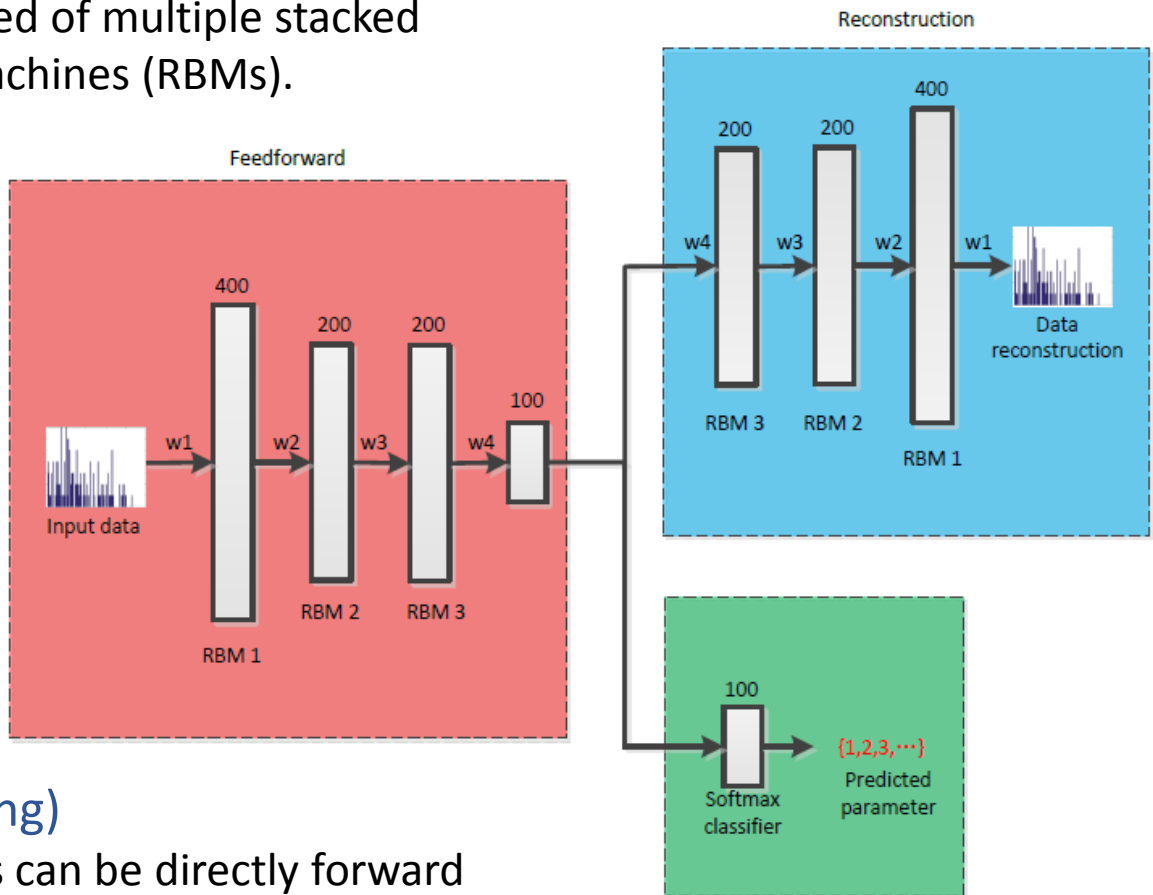 ed of multiple stacked
achines (RBMs).
Feedforward
400
200
200
100
w1
w2
w3
w4
Input data
RBM 1
RBM 2
RBM 3
Reconstruction
200
200
400
w4
w3
w2
w1
RBM 3
RBM 2
RBM 1
Data
reconstruction
100
Softmax
classifier
{1,2,3,⋯}
Predicted
parameter
ng)
s can be directly forward